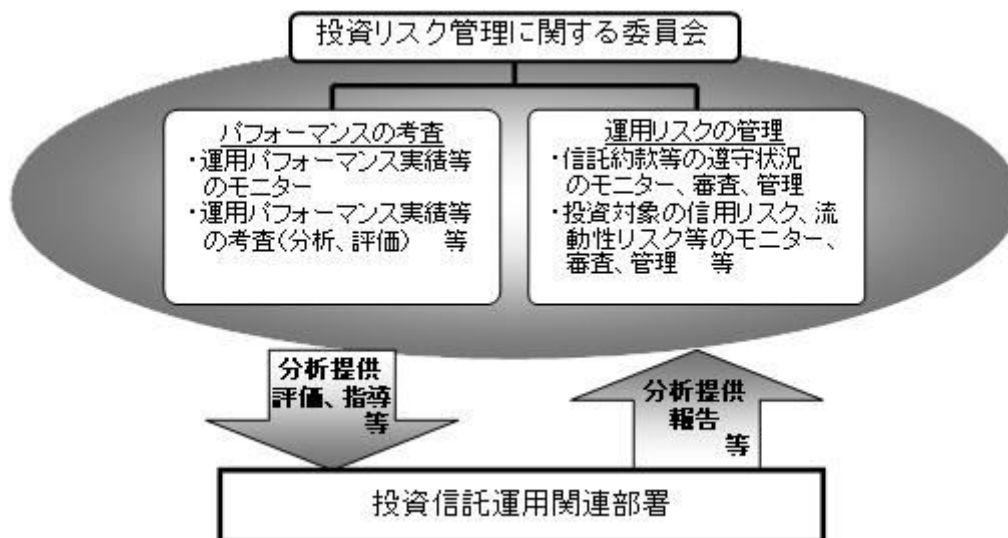 投資リスク管理に関する委員会
パフォーマンスの考査
・運用パフォーマンス実績等
のモニター
・運用パフォーマンス実績等
の考査(分析、評価)　等
運用リスクの管理
・信託約款等の遵守状況
のモニター、審査、管理
・投資対象の信用リスク、流
動性リスク等のモニター、
審査、管理　等
分析提供
評価、指導
等
分析提供
報告
等
投資信託運用関連部署